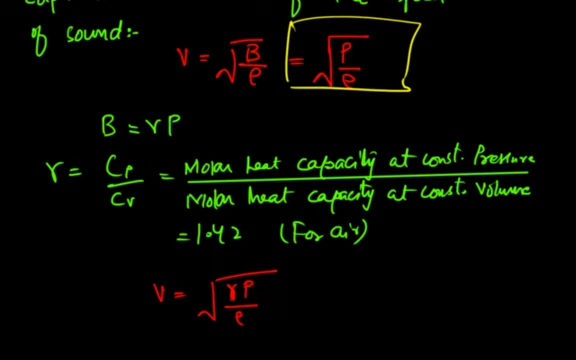 of sound:-
V = √(B/ρ) = √(P/ρ)
B = γP
γ = Cp/Cv = Molar heat capacity at const. Pressure / Molar heat capacity at const. Volume
= 1.42 (For air)
V = √(γP/ρ)